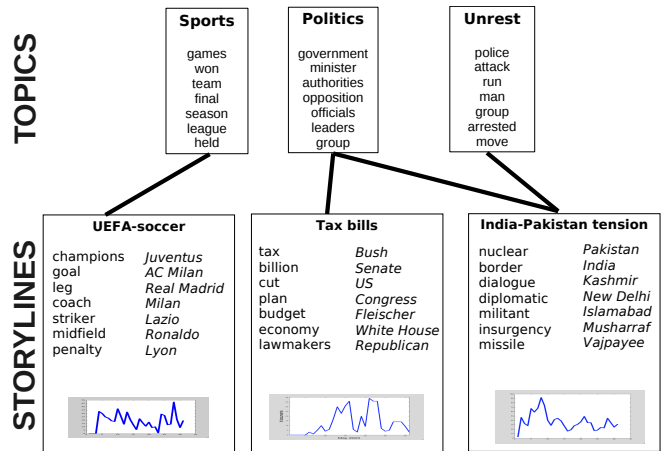 TOPICS
Sports
games
won
team
final
season
league
held
Politics
government
minister
authorities
opposition
officials
leaders
group
Unrest
police
attack
run
man
group
arrested
move
STORYLINES
UEFA-soccer
champions Juventus
goal AC Milan
leg Real Madrid
coach Milan
striker Lazio
midfield Ronaldo
penalty Lyon
Tax bills
tax Bush
billion Senate
cut US
plan Congress
budget Fleischer
economy White House
lawmakers Republican
India-Pakistan tension
nuclear Pakistan
border India
dialogue Kashmir
diplomatic New Delhi
militant Islamabad
insurgency Musharraf
missile Vajpayee